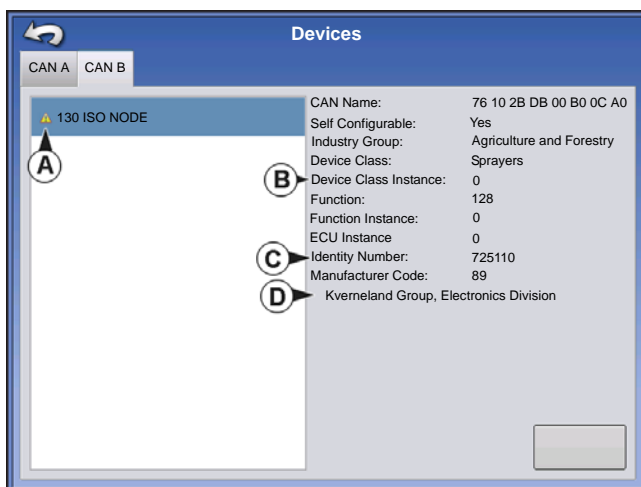 Devices
CAN A CAN B
130 ISO NODE
A
CAN Name: 76 10 2B DB 00 B0 0C A0
Self Configurable: Yes
Industry Group: Agriculture and Forestry
Device Class: Sprayers
B Device Class Instance: 0
Function: 128
Function Instance: 0
ECU Instance 0
C Identity Number: 725110
Manufacturer Code: 89
D Kverneland Group, Electronics Division